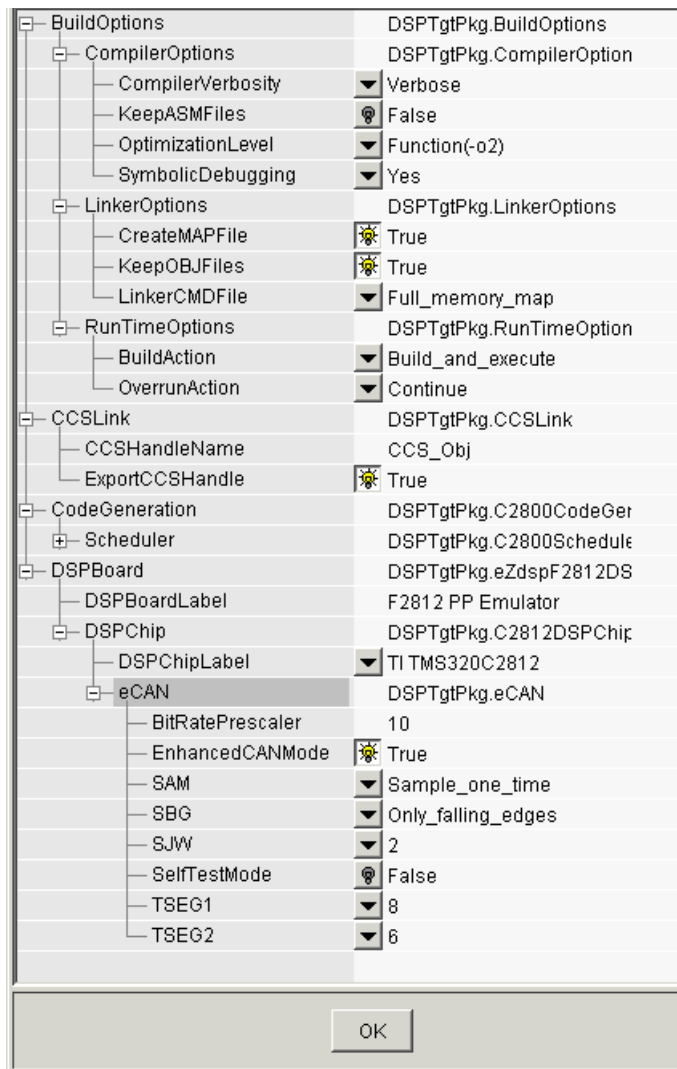 BuildOptions DSPTgtPkg.BuildOptions
CompilerOptions DSPTgtPkg.CompilerOption
CompilerVerbosity Verbose
KeepASMFiles False
OptimizationLevel Function(-o2)
SymbolicDebugging Yes
LinkerOptions DSPTgtPkg.LinkerOptions
CreateMAPFile True
KeepOBJFiles True
LinkerCMDFile Full_memory_map
RunTimeOptions DSPTgtPkg.RunTimeOption
BuildAction Build_and_execute
OverrunAction Continue
CCSLink DSPTgtPkg.CCSLink
CCSHandleName CCS_Obj
ExportCCSHandle True
CodeGeneration DSPTgtPkg.C2800CodeGer
Scheduler DSPTgtPkg.C2800Schedule
DSPBoard DSPTgtPkg.eZdspF2812DS
DSPBoardLabel F2812 PP Emulator
DSPChip DSPTgtPkg.C2812DSPChip
DSPChipLabel TI TMS320C2812
eCAN DSPTgtPkg.eCAN
BitRatePrescaler 10
EnhancedCANMode True
SAM Sample_one_time
SBG Only_falling_edges
SJW 2
SelfTestMode False
TSEG1 8
TSEG2 6
OK